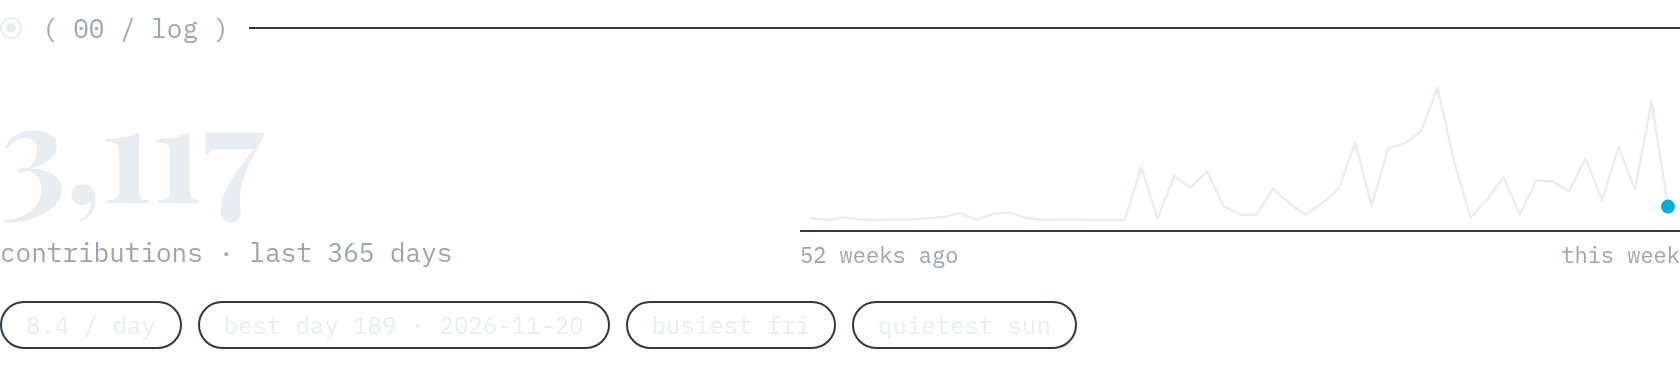 ( 00 / log )
3,117
contributions · last 365 days
52 weeks ago
this week
8.4 / day
best day 189 · 2026-11-20
busiest fri
quietest sun